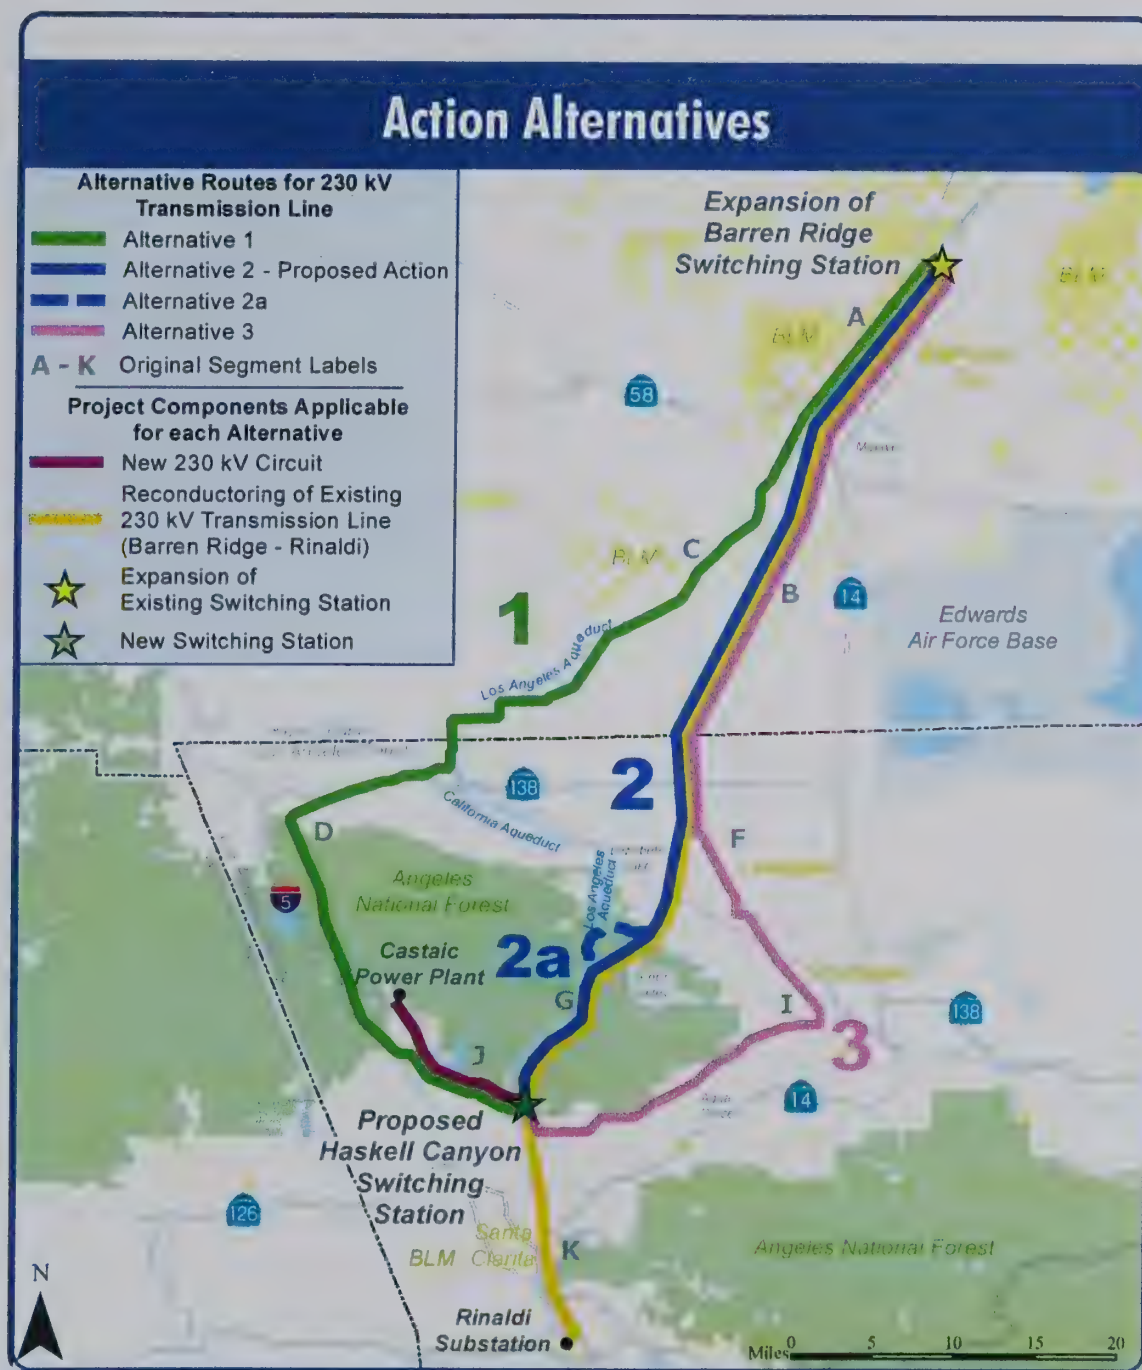 Action Alternatives
Alternative Routes for 230 kV
Transmission Line
Alternative 1
Alternative 2 - Proposed Action
Alternative 2a
Alternative 3
A - K Original Segment Labels
Project Components Applicable
for each Alternative
New 230 kV Circuit
Reconductoring of Existing
230 kV Transmission Line
(Barren Ridge - Rinaldi)
Expansion of
Existing Switching Station
New Switching Station
Expansion of
Barren Ridge
Switching Station
BLM
A
BLM
58
C
BLM
B
14
1
Los Angeles Aqueduct
Edwards
Air Force Base
138
2
California Aqueduct
D
F
Los Angeles
Aqueduct
Angeles
National Forest
5
2a
Castaic
Power Plant
G
I
138
3
J
14
Proposed
Haskell Canyon
Switching
Station
126
Santa
Clarita
BLM
K
Angeles National Forest
N
Rinaldi
Substation
Miles 0 5 10 15 20